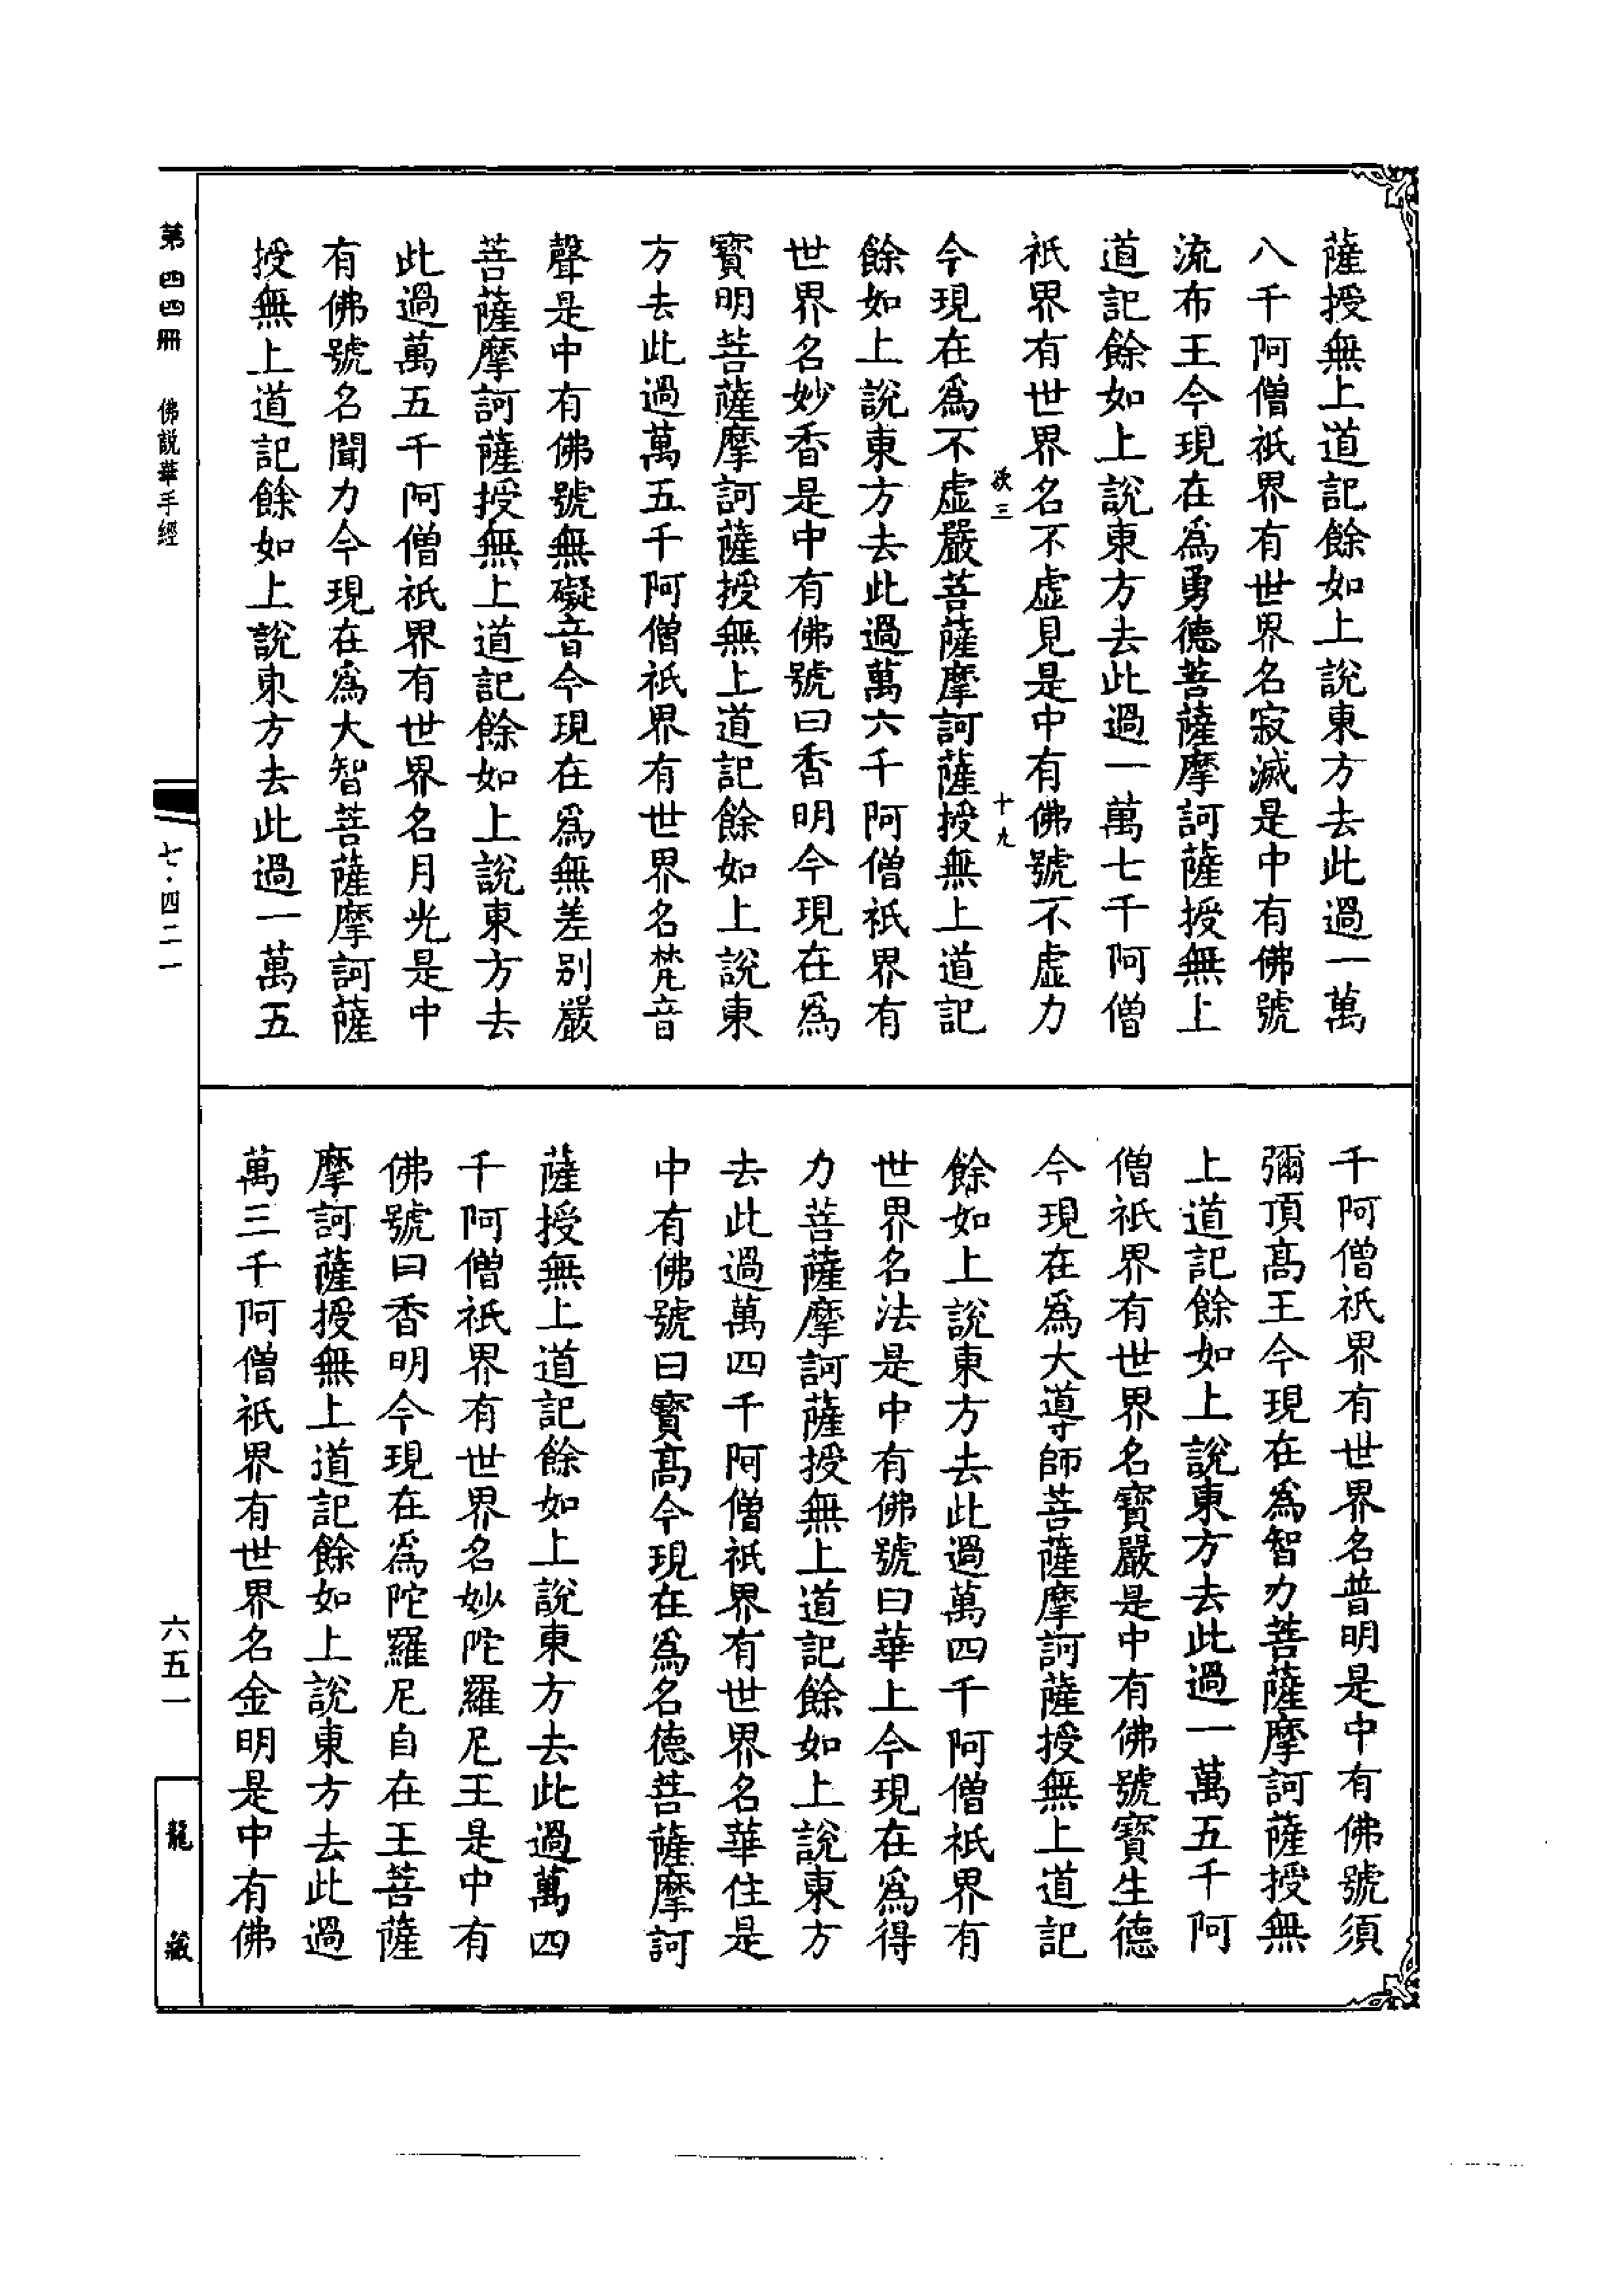 薩授無上道記餘如上說東方去此過一萬
八千阿僧祇界有世界名寂滅是中有佛號
流布王今現在爲勇德菩薩摩訶薩授無上
道記餘如上說東方去此過一萬七千阿僧
祇界有世界名不虛見是中有佛號不虛力
十九
今現在爲不虛嚴菩薩摩訶薩授無上道記
餘如上說東方去此過萬六千阿僧祇界有
世界名妙香是中有佛號曰香明今現在爲
寶明菩薩摩訶薩授無上道記餘如上說東
方去此過萬五千阿僧祇界有世界名梵音
聲是中有佛號無礙音今現在爲無差別嚴
菩薩摩訶薩授無上道記餘如上說東方去
此過萬五千阿僧祇界有世界名月光是中
有佛號名聞力今現在爲大智菩薩摩訶薩
授無上道記餘如上說東方去此過一萬五
千阿僧祇界有世界名普明是中有佛號須
彌頂高王今現在爲智力菩薩摩訶薩授無
上道記餘如上說東方去此過一萬五千阿
僧祇界有世界名寶嚴是中有佛號寶生德
今現在爲大導師菩薩摩訶薩授無上道記
餘如上說東方去此過萬四千阿僧祇界有
世界名法是中有佛號曰華上今現在爲得
力菩薩摩訶薩授無上道記餘如上說東方
去此過萬四千阿僧祇界有世界名華住是
中有佛號曰寶高今現在爲名德菩薩摩訶
薩授無上道記餘如上說東方去此過萬四
千阿僧祇界有世界名妙陀羅尼王是中有
佛號曰香明今現在爲陀羅尼自在王菩薩
摩訶薩授無上道記餘如上說東方去此過
萬三千阿僧祇界有世界名金明是中有佛
第四四冊 佛說華手經
七·四二一
六五一
龍藏